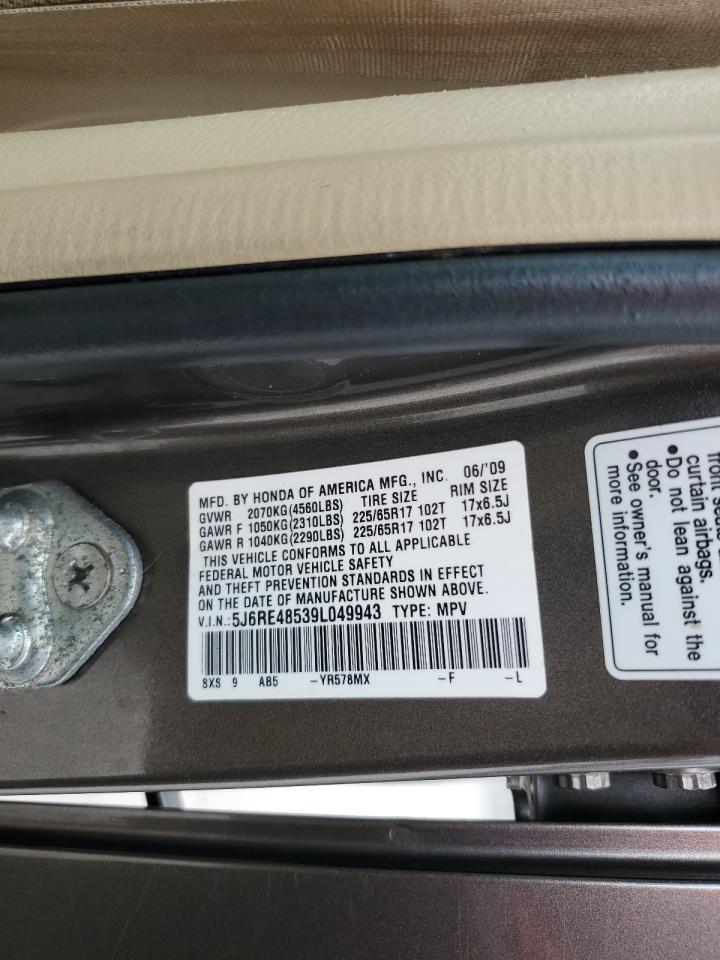 MFD. BY HONDA OF AMERICA MFG., INC. 06/'09
GVWR 2070KG(4560LBS) TIRE SIZE RIM SIZE
GAWR F 1050KG(2310LBS) 225/65R17 102T 17x6.5J
GAWR R 1040KG(2290LBS) 225/65R17 102T 17x6.5J
THIS VEHICLE CONFORMS TO ALL APPLICABLE
FEDERAL MOTOR VEHICLE SAFETY
AND THEFT PREVENTION STANDARDS IN EFFECT
ON THE DATE OF MANUFACTURE SHOWN ABOVE.
V.I.N.:5J6RE48539L049943 TYPE: MPV
SXS 9 AB5 -YR578MX -F -L
front seats
curtain airbags.
•Do not lean against the
door.
•See owner's manual for
more information.